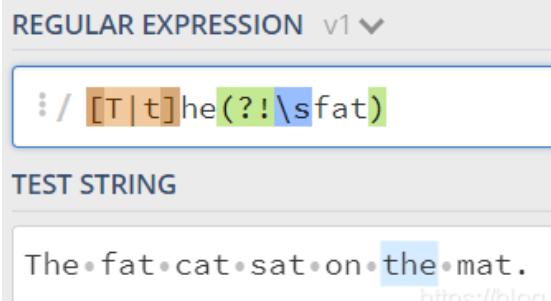 REGULAR EXPRESSION v1
/ [T|t]he(?!\sfat)
TEST STRING
The fat cat sat on the mat.